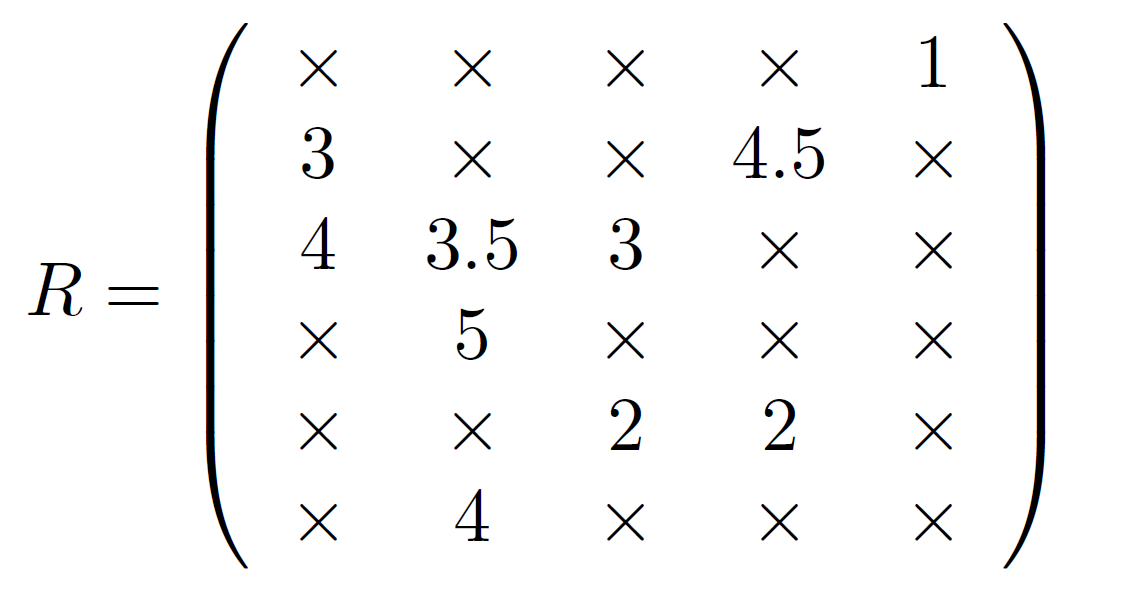 × × × × 1
3 × × 4.5 ×
4 3.5 3 × ×
R =
× 5 × × ×
× × 2 2 ×
× 4 × × ×